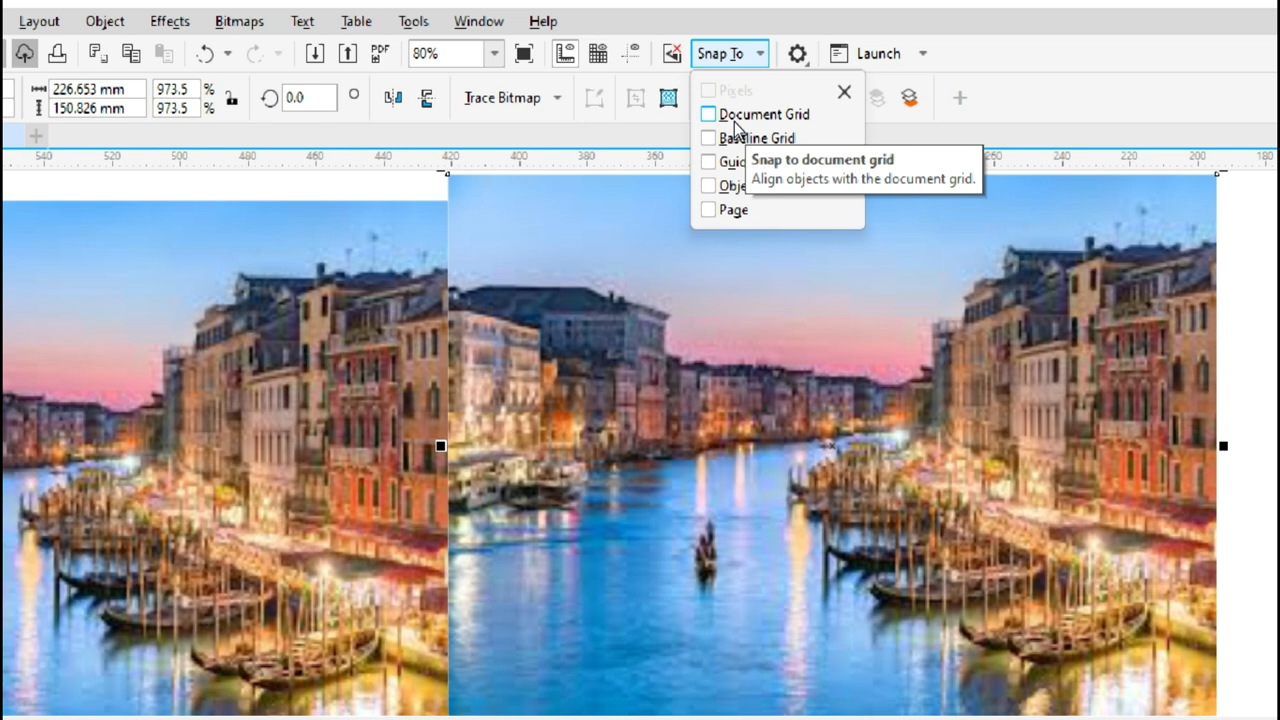 Layout Object Effects Bitmaps Text Table Tools Window Help
PDF 80% Snap To Launch
226.653 mm 973.5 %
150.826 mm 973.5 %
0.0 Trace Bitmap
Pixels
Document Grid
Baseline Grid
Guid
Snap to document grid
Align objects with the document grid.
Obje
Page
540 520 500 480 460 440 420 400 380 360 260 240 220 200 180